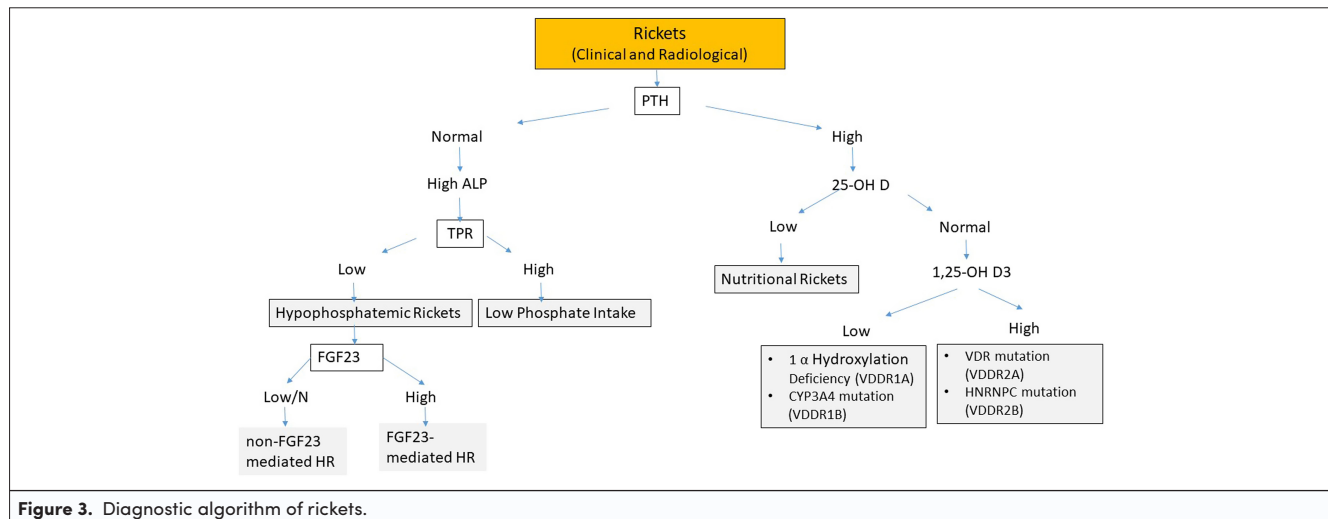 Rickets
(Clinical and Radiological)
PTH
Normal
High
High ALP
25-OH D
TPR
Low
Normal
Low
High
Nutritional Rickets
1,25-OH D3
Hypophosphatemic Rickets
Low Phosphate Intake
Low
High
FGF23
• 1 α Hydroxylation
Deficiency (VDDR1A)
• CYP3A4 mutation
(VDDR1B)
• VDR mutation
(VDDR2A)
• HNRNPC mutation
(VDDR2B)
Low/N
High
non-FGF23
mediated HR
FGF23-
mediated HR
Figure 3. Diagnostic algorithm of rickets.